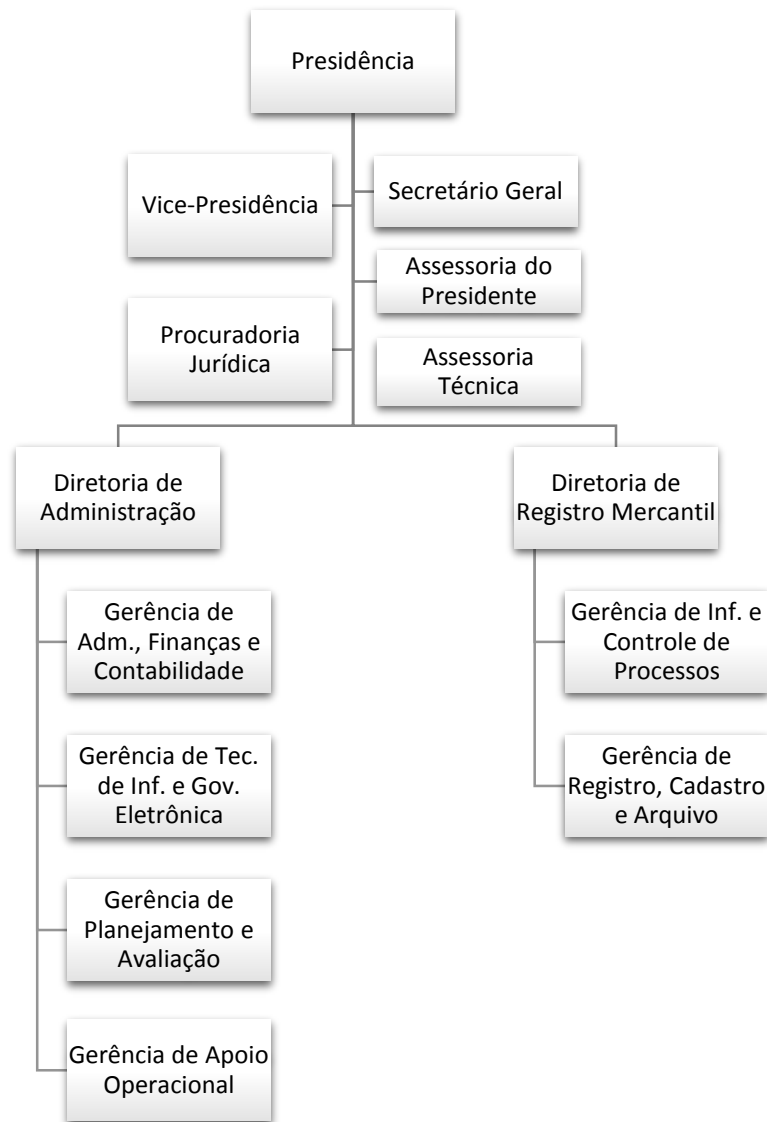 Presidência
Vice-Presidência
Secretário Geral
Assessoria do
Presidente
Procuradoria
Jurídica
Assessoria
Técnica
Diretoria de
Administração
Gerência de
Adm., Finanças e
Contabilidade
Gerência de Tec.
de Inf. e Gov.
Eletrônica
Gerência de
Planejamento e
Avaliação
Gerência de Apoio
Operacional
Diretoria de
Registro Mercantil
Gerência de Inf. e
Controle de
Processos
Gerência de
Registro, Cadastro
e Arquivo